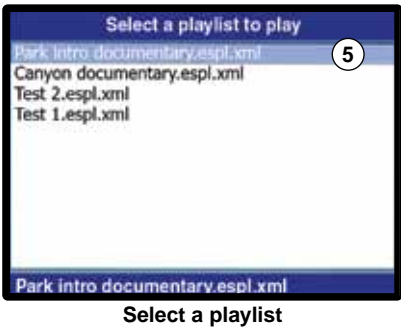 Select a playlist to play
Park intro documentary.espl.xml
5
Canyon documentary.espl.xml
Test 2.espl.xml
Test 1.espl.xml
Park intro documentary.espl.xml
Select a playlist